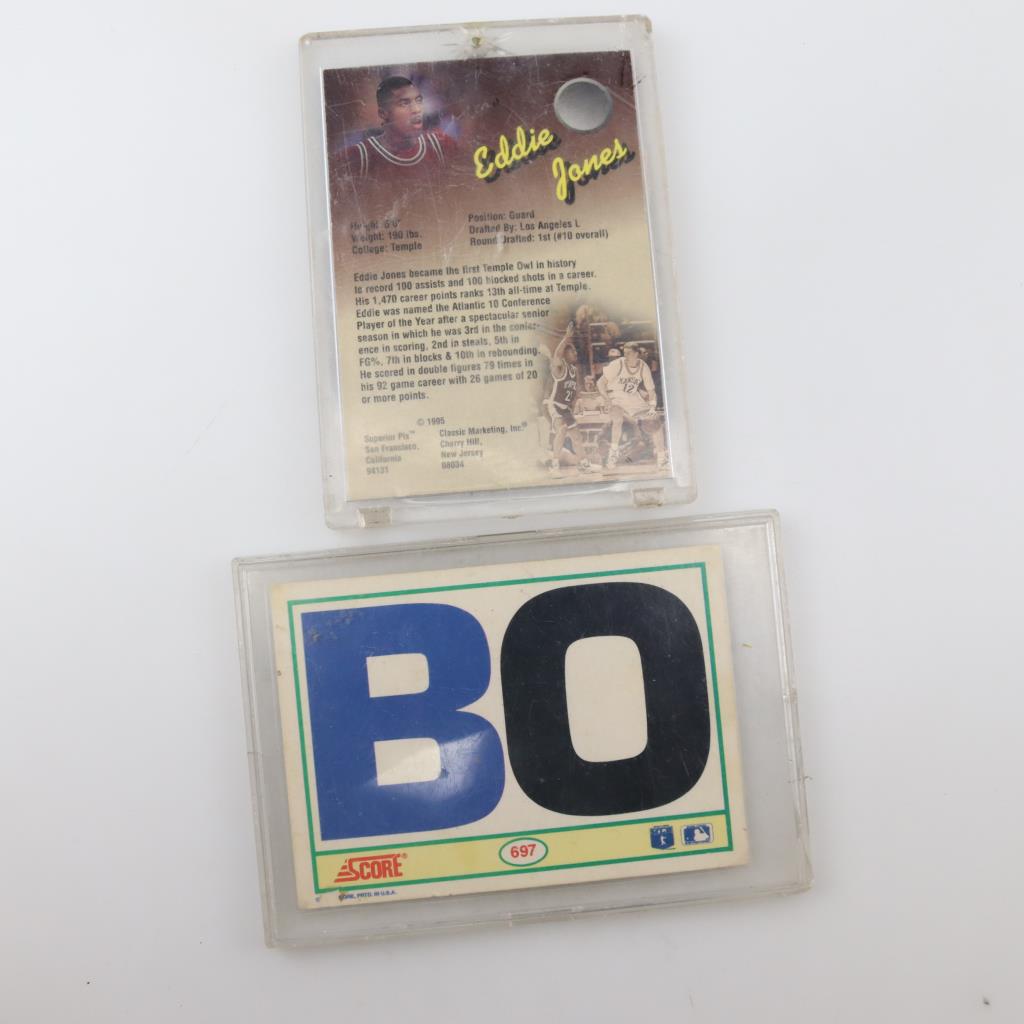 Eddie
Jones
Height: 6'6"
Weight: 190 lbs.
College: Temple
Position: Guard
Drafted By: Los Angeles L
Round Drafted: 1st (#10 overall)
Eddie Jones became the first Temple Owl in history
to record 100 assists and 100 blocked shots in a career.
His 1,470 career points ranks 13th all-time at Temple.
Eddie was named the Atlantic 10 Conference
Player of the Year after a spectacular senior
season in which he was 3rd in the confer-
ence in scoring, 2nd in steals, 5th in
FG%, 7th in blocks & 10th in rebounding.
He scored in double figures 79 times in
his 92 game career with 26 games of 20
or more points.
© 1995
Superior Pix™
San Francisco,
California
94131
Classic Marketing, Inc.®
Cherry Hill,
New Jersey
08034
KANSAS
12
BO
SCORE®
697
SCORE, PRTD. IN U.S.A.